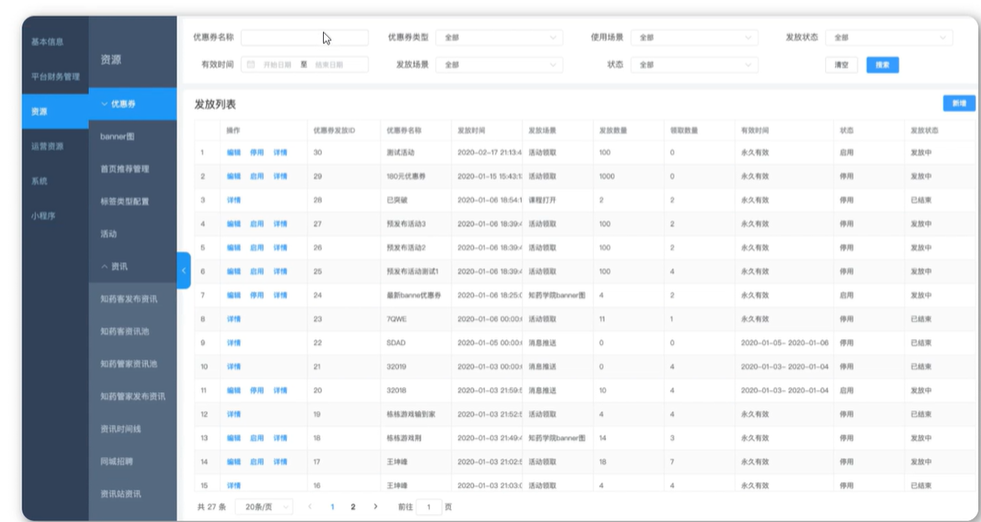 基本信息
平台财务管理
资源
运营资源
系统
小程序
资源
优惠券
banner图
首页推荐管理
标签类型配置
活动
资讯
知药客发布资讯
知药客资讯池
知药管家资讯池
知药管家发布资讯
资讯时间线
同城招聘
资讯站资讯
优惠券名称 优惠券类型 全部 使用场景 全部 发放状态 全部
有效时间 开始日期 至 结束日期 发放场景 全部 状态 全部 清空 搜索
发放列表 新增
操作 优惠券发放ID 优惠券名称 发放时间 发放场景 发放数量 领取数量 有效时间 状态 发放状态
1 编辑 停用 详情 30 测试活动 2020-02-17 21:13:4 活动领取 100 0 永久有效 启用 发放中
2 编辑 启用 详情 29 180元优惠券 2020-01-15 15:43:1 活动领取 1000 0 永久有效 停用 发放中
3 详情 28 已突破 2020-01-06 18:54:1 课程打开 2 2 永久有效 停用 已结束
4 编辑 启用 详情 27 预发布活动3 2020-01-06 18:39:4 活动领取 100 2 永久有效 停用 发放中
5 编辑 启用 详情 26 预发布活动2 2020-01-06 18:39:4 活动领取 100 2 永久有效 停用 发放中
6 编辑 启用 详情 25 预发布活动测试1 2020-01-06 18:39:4 活动领取 100 4 永久有效 停用 发放中
7 编辑 停用 详情 24 最新banne优惠券 2020-01-06 18:25:0 知药学院banner图 4 2 永久有效 启用 发放中
8 详情 23 7QWE 2020-01-06 00:00:0 活动领取 11 1 永久有效 停用 已结束
9 详情 22 SDAD 2020-01-05 00:00:0 消息推送 0 0 2020-01-05- 2020-01-06 停用 已结束
10 详情 21 32019 2020-01-03 00:00:0 消息推送 0 4 2020-01-03- 2020-01-04 停用 已结束
11 编辑 停用 详情 20 32018 2020-01-03 21:59:5 消息推送 10 4 2020-01-03- 2020-01-04 启用 发放中
12 详情 19 2020-01-03 21:52:5 活动领取 4 4 永久有效 停用 已结束
13 编辑 启用 详情 18 2020-01-03 21:49:4 知药学院banner图 14 3 永久有效 停用 发放中
14 编辑 启用 详情 17 王坤峰 2020-01-03 21:02:5 活动领取 18 7 永久有效 停用 发放中
15 详情 16 王坤峰 2020-01-03 21:03:0 活动领取 4 4 永久有效 停用 已结束
共 27 条 20条/页 1 2 前往 1 页